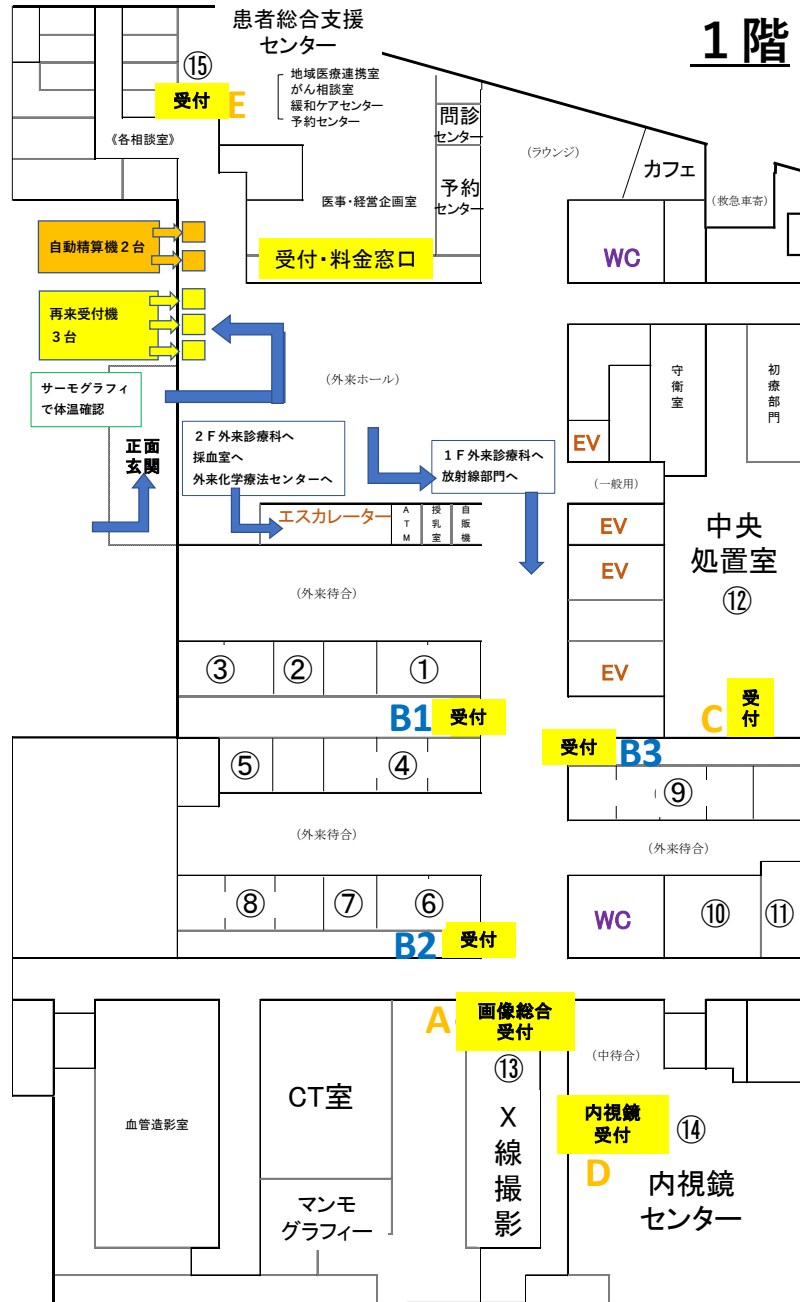 1階
患者総合支援
センター
⑮
受付
E
地域医療連携室
がん相談室
緩和ケアセンター
予約センター
《各相談室》
問診
センター
予約
センター
(ラウンジ)
カフェ
(救急車寄)
医事・経営企画室
受付・料金窓口
WC
自動精算機2台
再来受付機
3台
サーモグラフィ
で体温確認
(外来ホール)
守衛室
初療部門
正面
玄関
2F外来診療科へ
採血室へ
外来化学療法センターへ
1F外来診療科へ
放射線部門へ
EV
(一般用)
エスカレーター
ATM
授乳室
自販機
EV
中央
処置室
⑫
EV
(外来待合)
③
②
①
EV
B1
受付
C
受付
受付
B3
⑤
④
⑨
(外来待合)
(外来待合)
⑧
⑦
⑥
WC
⑩
⑪
B2
受付
A
画像総合
受付
⑬
(中待合)
CT室
X線撮影
血管造影室
内視鏡
受付
⑭
D
内視鏡
センター
マンモ
グラフィー